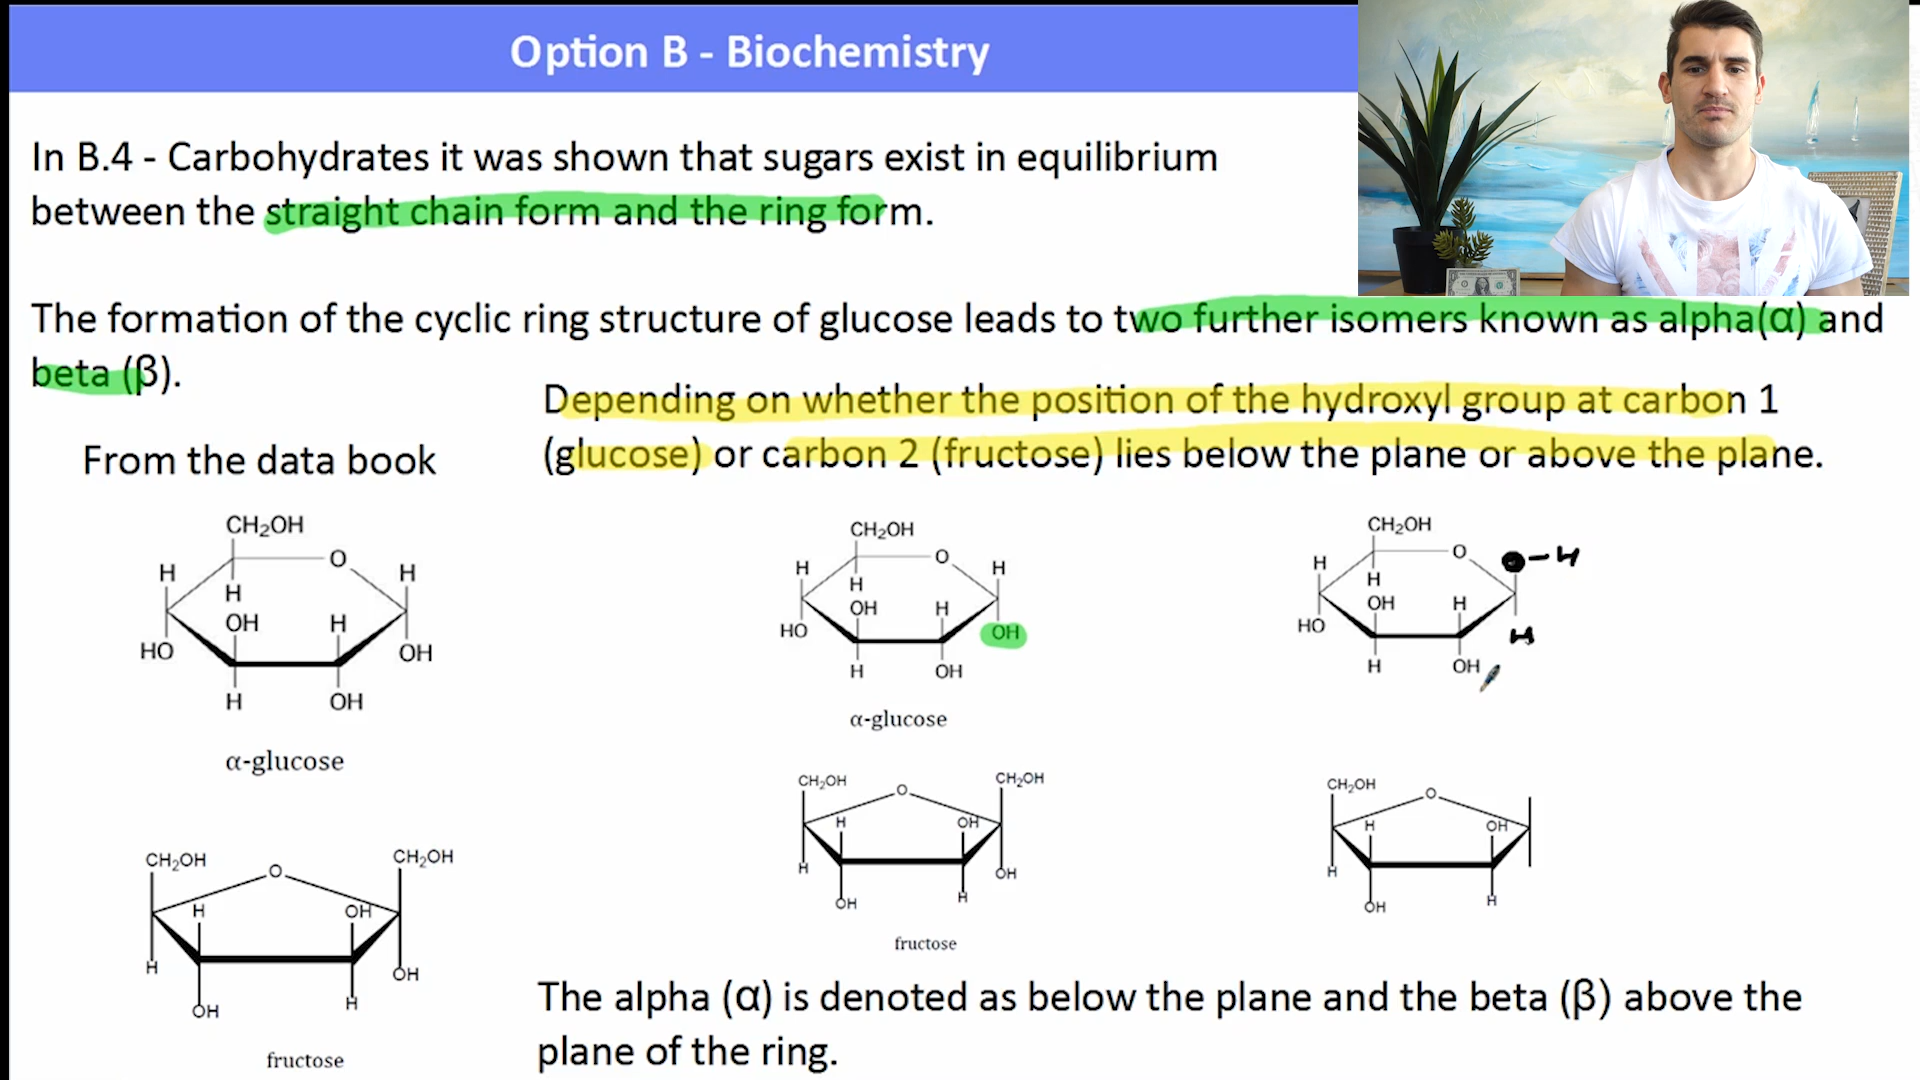 Option B - Biochemistry
In B.4 - Carbohydrates it was shown that sugars exist in equilibrium
between the straight chain form and the ring form.
The formation of the cyclic ring structure of glucose leads to two further isomers known as alpha(α) and
beta (β).
Depending on whether the position of the hydroxyl group at carbon 1
(glucose) or carbon 2 (fructose) lies below the plane or above the plane.
From the data book
CH₂OH
O
H H
H
OH H
HO OH
H OH
α-glucose
CH₂OH
O
H H
H
OH H
HO OH
H OH
α-glucose
CH₂OH
O O-H
H
H
OH H
HO H
H OH
CH₂OH CH₂OH
O
H OH
H OH
OH H
fructose
CH₂OH CH₂OH
O
H OH
H OH
OH H
fructose
CH₂OH
O
H OH
H
OH H
The alpha (α) is denoted as below the plane and the beta (β) above the
plane of the ring.